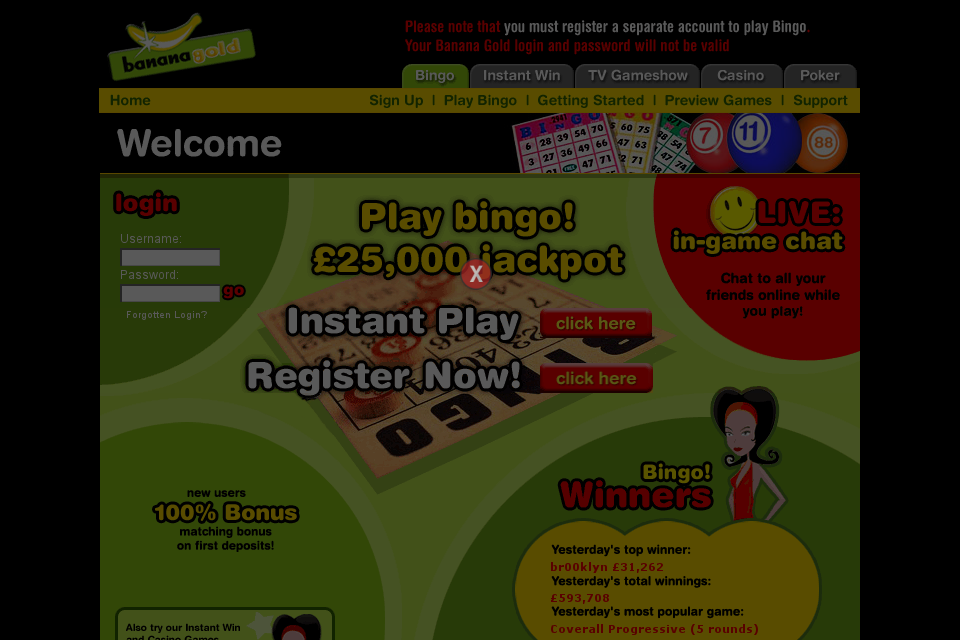 Please note that you must register a separate account to play Bingo.
Your Banana Gold login and password will not be valid
bananagold
Bingo
Instant Win
TV Gameshow
Casino
Poker
Home
Sign Up | Play Bingo | Getting Started | Preview Games | Support
Welcome
BINGO
7
11
88
login
Username:
Password:
go
Forgotten Login?
Play bingo!
£25,000 jackpot
X
Instant Play
click here
Register Now!
click here
LIVE:
in-game chat
Chat to all your
friends online while
you play!
BINGO
new users
100% Bonus
matching bonus
on first deposits!
Bingo!
Winners
Yesterday's top winner:
br00klyn £31,262
Yesterday's total winnings:
£593,708
Yesterday's most popular game:
Coverall Progressive (5 rounds)
Also try our Instant Win
and Casino Games